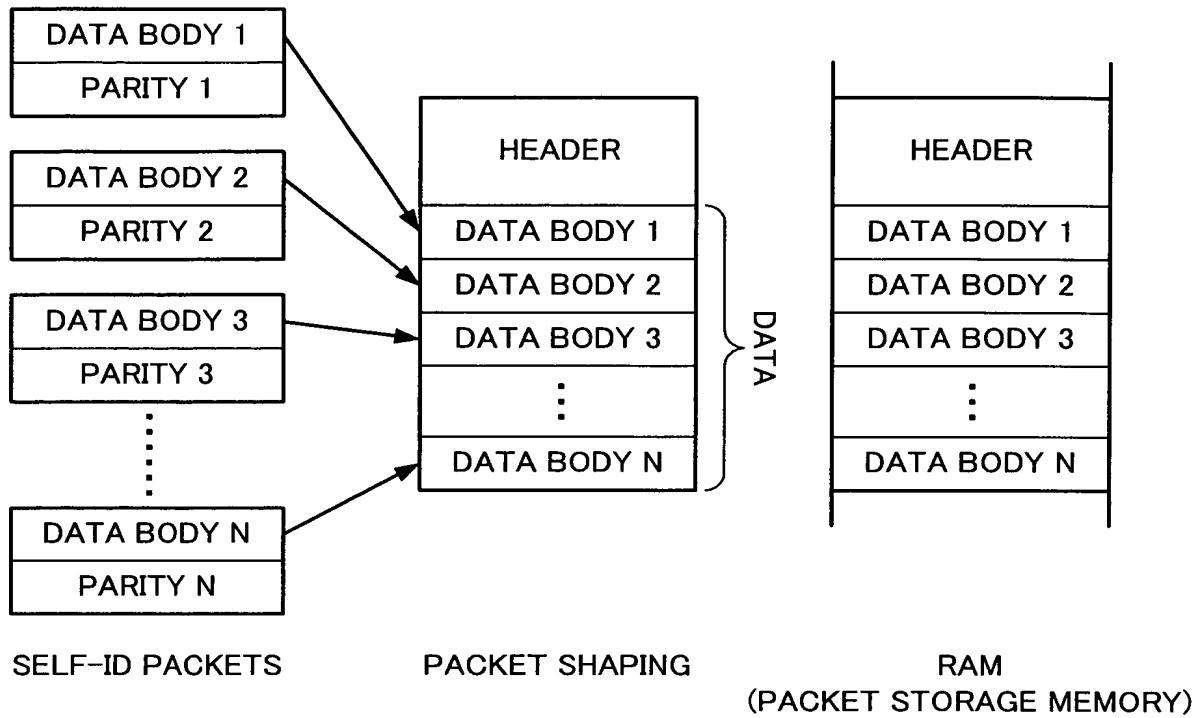 DATA BODY 1
PARITY 1
DATA BODY 2
PARITY 2
DATA BODY 3
PARITY 3
DATA BODY N
PARITY N
SELF-ID PACKETS
HEADER
DATA BODY 1
DATA BODY 2
DATA BODY 3
DATA BODY N
DATA
PACKET SHAPING
HEADER
DATA BODY 1
DATA BODY 2
DATA BODY 3
DATA BODY N
RAM
(PACKET STORAGE MEMORY)